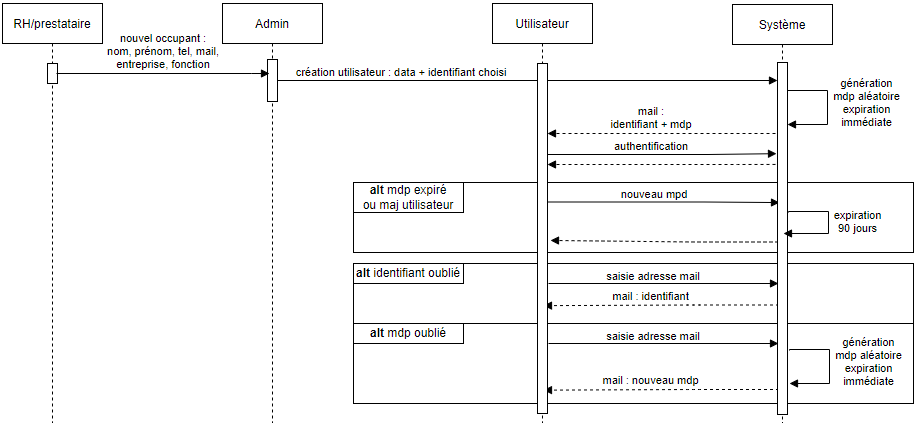 RH/prestataire
Admin
Utilisateur
Système
nouvel occupant :
nom, prénom, tel, mail,
entreprise, fonction
création utilisateur : data + identifiant choisi
génération
mdp aléatoire
expiration
immédiate
mail :
identifiant + mdp
authentification
alt mdp expiré
ou maj utilisateur
nouveau mpd
expiration
90 jours
alt identifiant oublié
saisie adresse mail
mail : identifiant
alt mdp oublié
saisie adresse mail
génération
mdp aléatoire
expiration
immédiate
mail : nouveau mdp